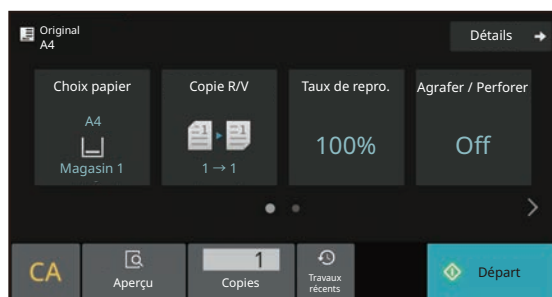 Original
A4
Détails
Choix papier
A4
Magasin 1
Copie R/V
1 → 1
Taux de repro.
100%
Agrafer / Perforer
Off
CA
Aperçu
1
Copies
Travaux
récents
Départ